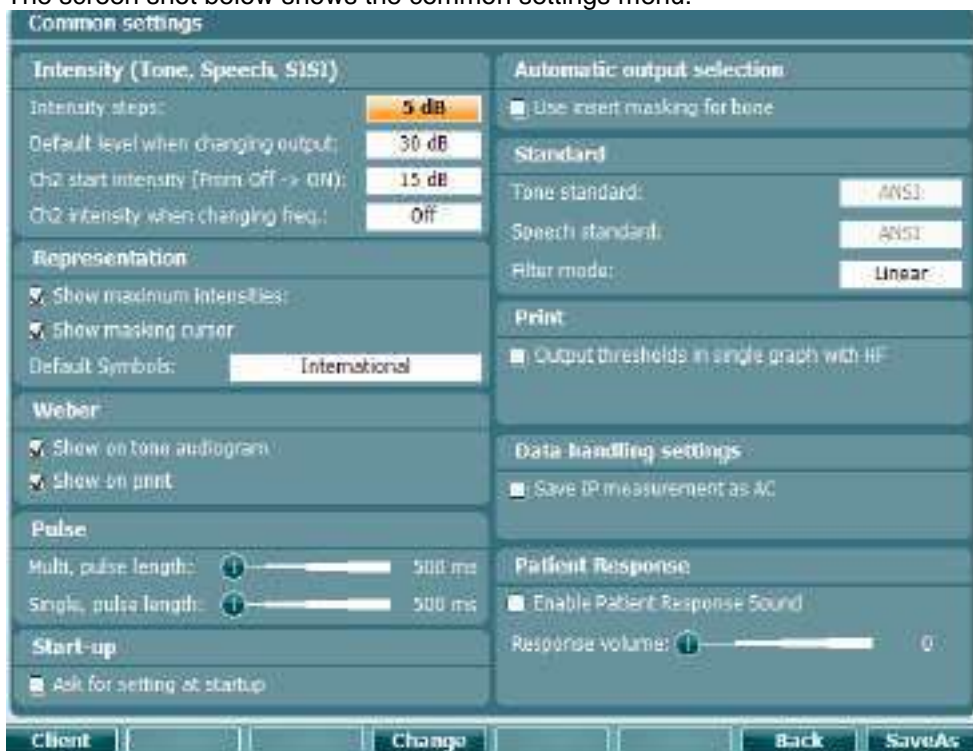 The screen shot below shows the common settings menu.
Common settings
Intensity (Tone, Speech, SISI)
Intensity steps: 5 dB
Default level when changing output: 30 dB
Ch2 start intensity (From Off -> ON): 15 dB
Ch2 intensity when changing freq.: Off
Representation
Show maximum intensities:
Show masking cursor
Default Symbols: International
Weber
Show on tone audiogram
Show on print
Pulse
Multi, pulse length: 500 ms
Single, pulse length: 500 ms
Start-up
Ask for setting at startup
Automatic output selection
Use insert masking for bone
Standard
Tone standard: ANSI
Speech standard: ANSI
Filter mode: Linear
Print
Output thresholds in single graph with HF
Data handling settings
Save IP measurement as AC
Patient Response
Enable Patient Response Sound
Response volume: 0
Client Change Back SaveAs